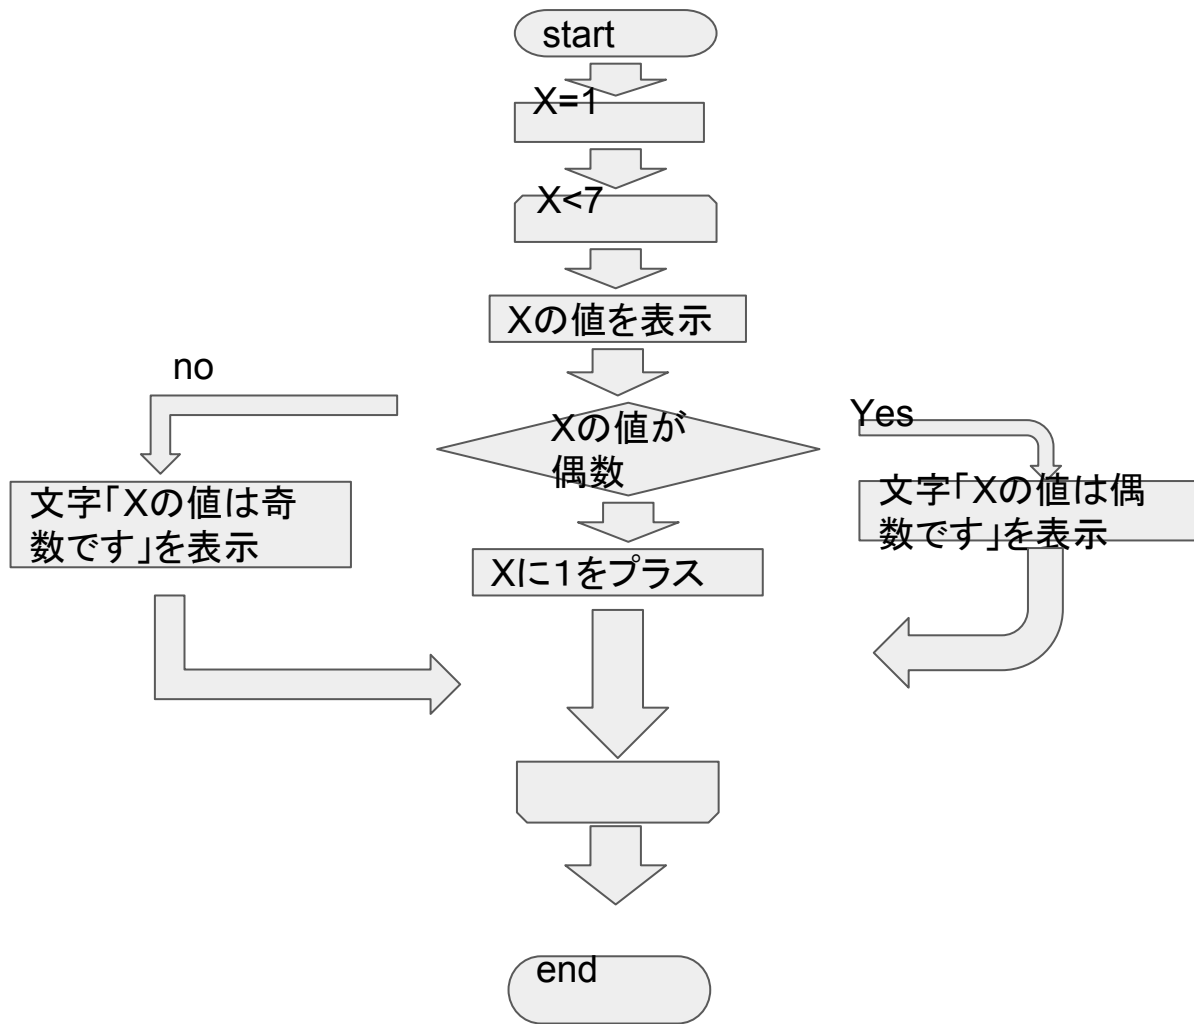 start
X=1
X<7
Xの値を表示
no
Yes
Xの値が
偶数
文字「Xの値は奇
数です」を表示
文字「Xの値は偶
数です」を表示
Xに1をプラス
end